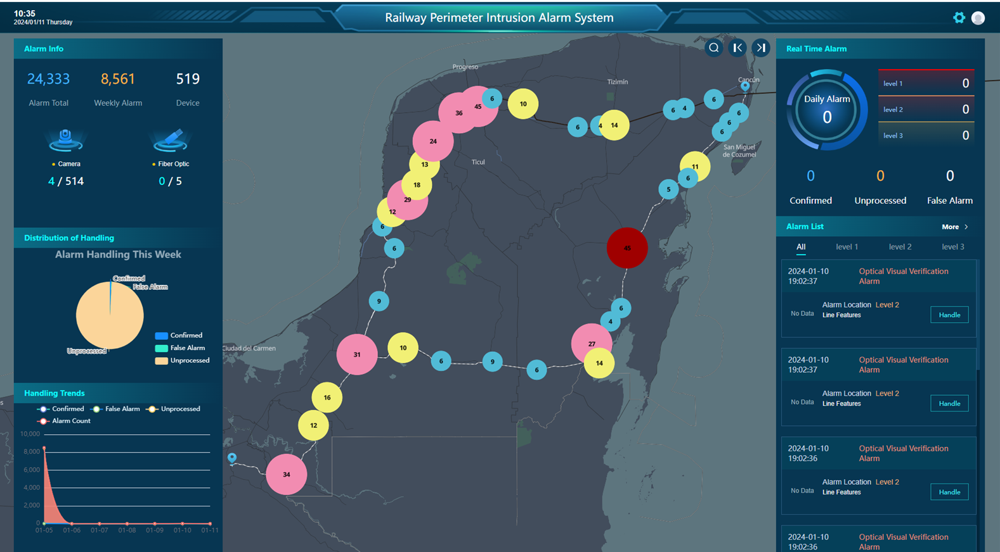 10:35
2024/01/11 Thursday
Railway Perimeter Intrusion Alarm System
Alarm Info
24,333
8,561
519
Alarm Total
Weekly Alarm
Device
Camera
Fiber Optic
4 / 514
0 / 5
Distribution of Handling
Alarm Handling This Week
Confirmed
False Alarm
Unprocessed
Confirmed
False Alarm
Unprocessed
Handling Trends
Confirmed
False Alarm
Unprocessed
Alarm Count
10,000
8,000
6,000
4,000
2,000
0
01-05
01-06
01-07
01-08
01-09
01-10
01-11
Progreso
Tizimín
Cancún
45
6
10
6
36
6
4
6
6
4
14
6
6
24
San Miguel
de Cozumel
Ticul
13
11
6
18
5
29
12
6
6
45
9
6
4
27
Ciudad del Carmen
10
31
6
9
14
6
16
12
34
Real Time Alarm
Daily Alarm
0
level 1
0
level 2
0
level 3
0
0
0
0
Confirmed
Unprocessed
False Alarm
Alarm List
More
All
level 1
level 2
level 3
2024-01-10
19:02:37
Optical Visual Verification
Alarm
No Data
Alarm Location Level 2
Line Features
Handle
2024-01-10
19:02:37
Optical Visual Verification
Alarm
No Data
Alarm Location Level 2
Line Features
Handle
2024-01-10
19:02:36
Optical Visual Verification
Alarm
No Data
Alarm Location Level 2
Line Features
Handle
2024-01-10
19:02:36
Optical Visual Verification
Alarm